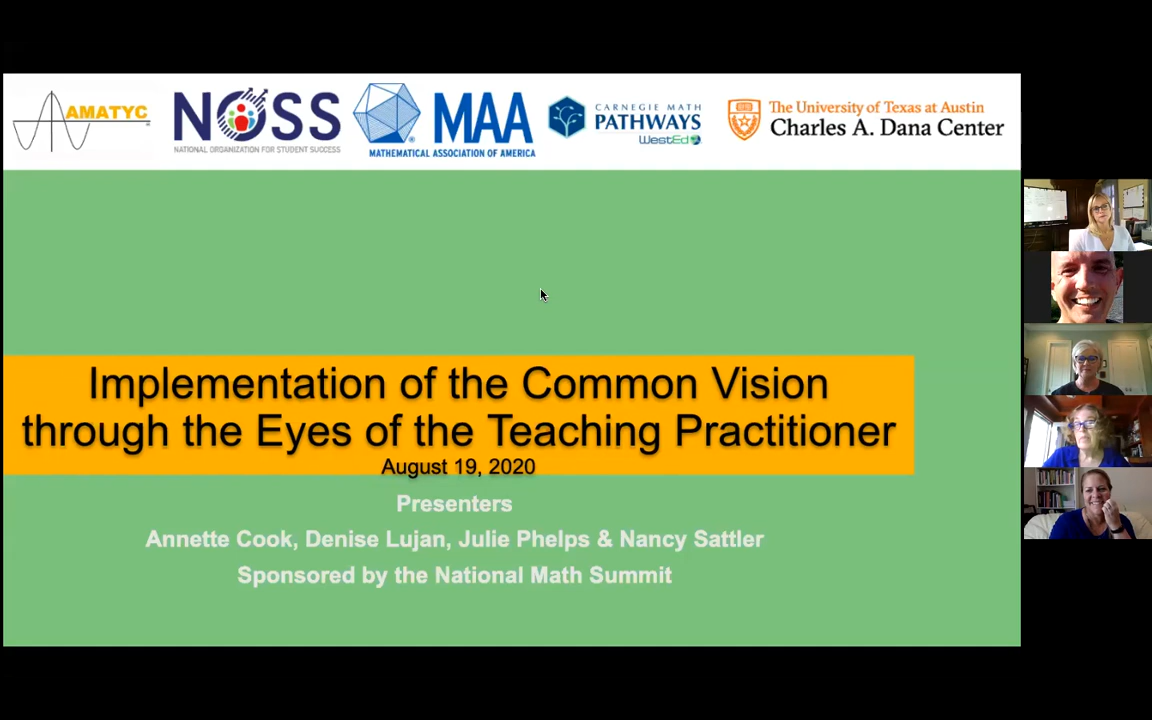 AMATYC
NOSS
NATIONAL ORGANIZATION FOR STUDENT SUCCESS
MAA
MATHEMATICAL ASSOCIATION OF AMERICA
CARNEGIE MATH
PATHWAYS
WestEd
The University of Texas at Austin
Charles A. Dana Center
Implementation of the Common Vision
through the Eyes of the Teaching Practitioner
August 19, 2020
Presenters
Annette Cook, Denise Lujan, Julie Phelps & Nancy Sattler
Sponsored by the National Math Summit